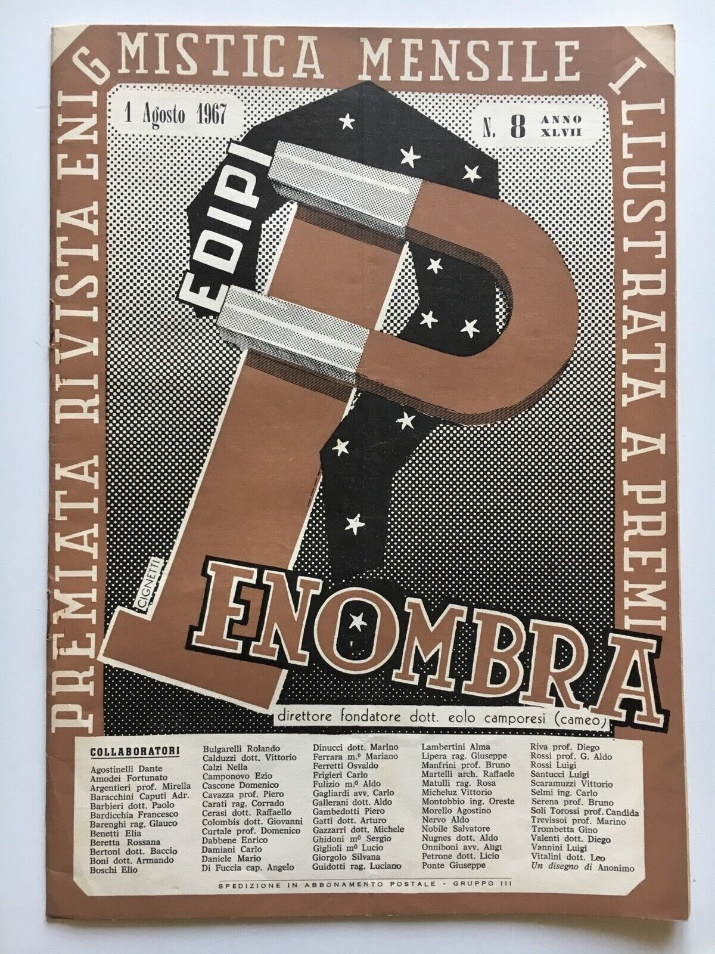 PREMIATA RIVISTA ENIGMISTICA MENSILE ILLUSTRATA A PREMI
1 Agosto 1967
N. 8 ANNO XLVII
EDIPI
PENOMBRA
CIGNETTI
direttore fondatore dott. eolo camporesi (cameo)
COLLABORATORI
Agostinelli Dante
Amodei Fortunato
Argentieri prof. Mirella
Baracchini Caputi Adr.
Barbieri dott. Paolo
Bardicchia Francesco
Barenghi rag. Glauco
Benetti Elia
Beretta Rossana
Bertoni dott. Baccio
Boni dott. Armando
Boschi Elio
Bulgarelli Rolando
Calduzzi dott. Vittorio
Calzi Nella
Camponovo Ezio
Cascone Domenico
Cavazza prof. Piero
Carati rag. Corrado
Cerasi dott. Raffaello
Colombis dott. Giovanni
Curtale prof. Domenico
Dabbene Enrico
Damiani Carlo
Daniele Mario
Di Fuccia cap. Angelo
Dinucci dott. Marino
Ferrara m.º Mariano
Ferretti Osvaldo
Frigieri Carlo
Fulizio m.º Aldo
Gagliardi avv. Carlo
Gallerani dott. Aldo
Gambedotti Piero
Gatti dott. Arturo
Gazzarri dott. Michele
Ghidoni mº Sergio
Giglioli mº Lucio
Giorgolo Silvana
Guidotti rag. Luciano
Lambertini Alma
Lipera rag. Giuseppe
Manfrini prof. Bruno
Martelli arch. Raffaele
Matulli rag. Rosa
Micheluz Vittorio
Montobbio ing. Oreste
Morello Agostino
Nervo Aldo
Nobile Salvatore
Nugnes dott. Aldo
Onniboni avv. Aligi
Petrone dott. Licio
Ponte Giuseppe
Riva prof. Diego
Rossi prof. G. Aldo
Rossi Luigi
Santucci Luigi
Scaramuzzi Vittorio
Selmi ing. Carlo
Serena prof. Bruno
Soli Torossi prof. Candida
Trevissoi prof. Marino
Trombetta Gino
Valenti dott. Diego
Vannini Luigi
Vitalini dott. Leo
Un disegno di Anonimo
SPEDIZIONE IN ABBONAMENTO POSTALE - GRUPPO III